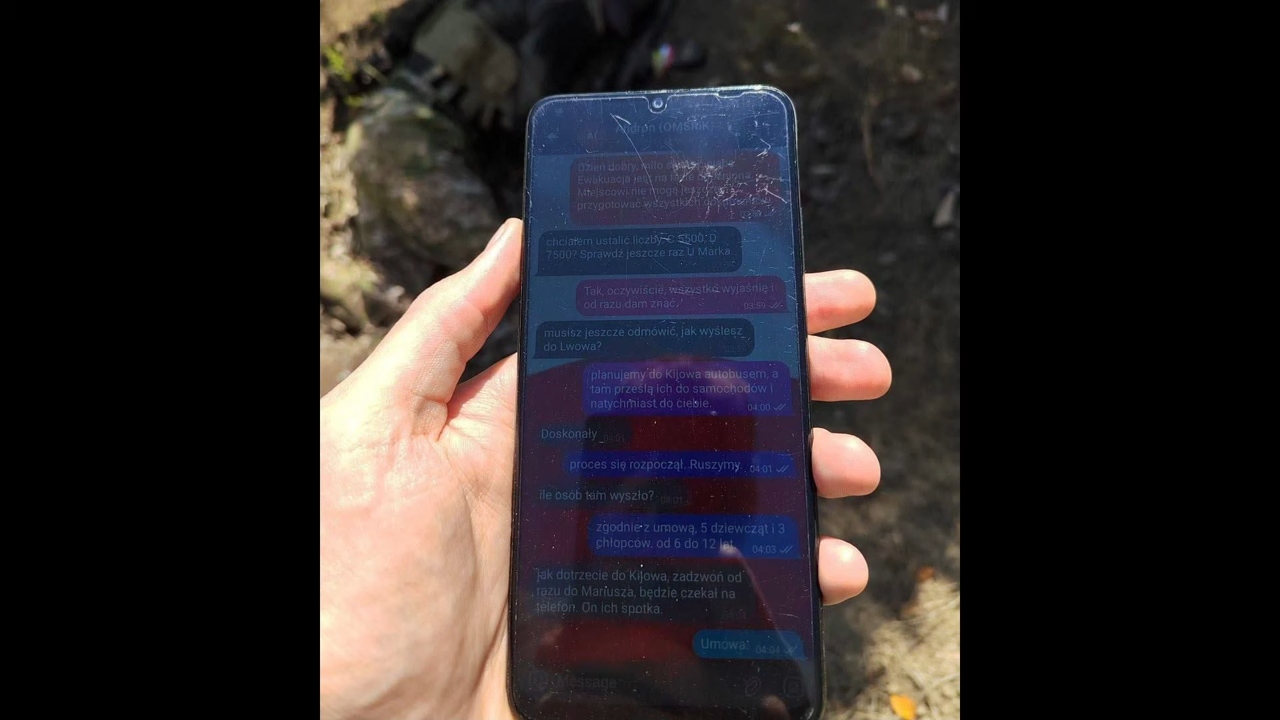 Dzień dobry, miło
Ewakuacja jest na
Miejscowi nie mogą jeszcze
przygotować wszystkich
chciałem ustalić liczby C 5500, D
7500? Sprawdź jeszcze raz U Marka.
Tak, oczywiście, wszystko wyjaśnię i
od razu dam znać.
03:59
musisz jeszcze odmówić, jak wyślesz
do Lwowa?
planujemy do Kijowa autobusem, a
tam prześlą ich do samochodów i
natychmiast do ciebie.
04:00
Doskonały
proces się rozpoczął. Ruszymy
04:01
ile osób tam wyszło?
zgodnie z umową, 5 dziewcząt i 3
chłopców. od 6 do 12 lat
04:03
jak dotrzecie do Kijowa, zadzwoń od
razu do Mariusza, będzie czekał na
telefon. On ich spotka.
Umowa!
04:04
Message